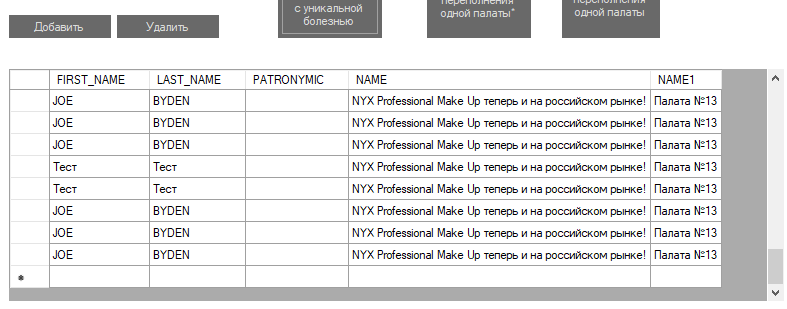 Добавить
Удалить
с уникальной
болезнью
переполнения
одной палаты"
переполнения
одной палаты
FIRST_NAME LAST_NAME PATRONYMIC NAME NAME1
JOE BYDEN NYX Professional Make Up теперь и на российском рынке! Палата №13
JOE BYDEN NYX Professional Make Up теперь и на российском рынке! Палата №13
JOE BYDEN NYX Professional Make Up теперь и на российском рынке! Палата №13
Тест Тест NYX Professional Make Up теперь и на российском рынке! Палата №13
Тест Тест NYX Professional Make Up теперь и на российском рынке! Палата №13
JOE BYDEN NYX Professional Make Up теперь и на российском рынке! Палата №13
JOE BYDEN NYX Professional Make Up теперь и на российском рынке! Палата №13
JOE BYDEN NYX Professional Make Up теперь и на российском рынке! Палата №13